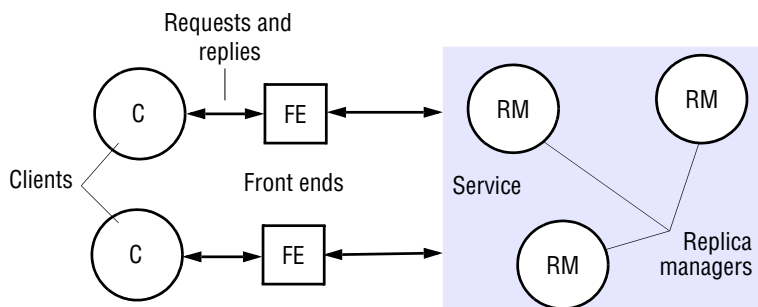 Requests and
replies
C
FE
RM
RM
Clients
Front ends
Service
C
FE
RM
Replica
managers